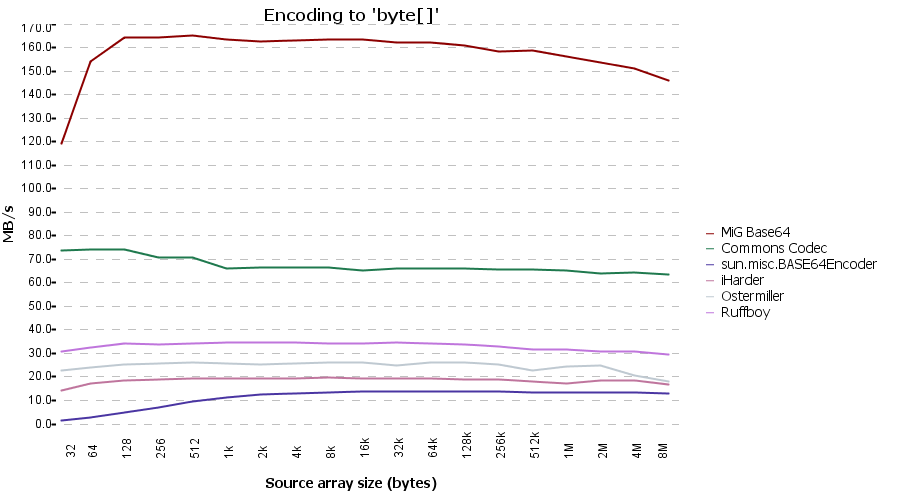 Encoding to 'byte[]'
170.0
160.0
150.0
140.0
130.0
120.0
110.0
100.0
90.0
80.0
70.0
60.0
50.0
40.0
30.0
20.0
10.0
0.0
MB/s
32 64 128 256 512 1k 2k 4k 8k 16k 32k 64k 128k 256k 512k 1M 2M 4M 8M
Source array size (bytes)
MiG Base64
Commons Codec
sun.misc.BASE64Encoder
iHarder
Ostermiller
Ruffboy